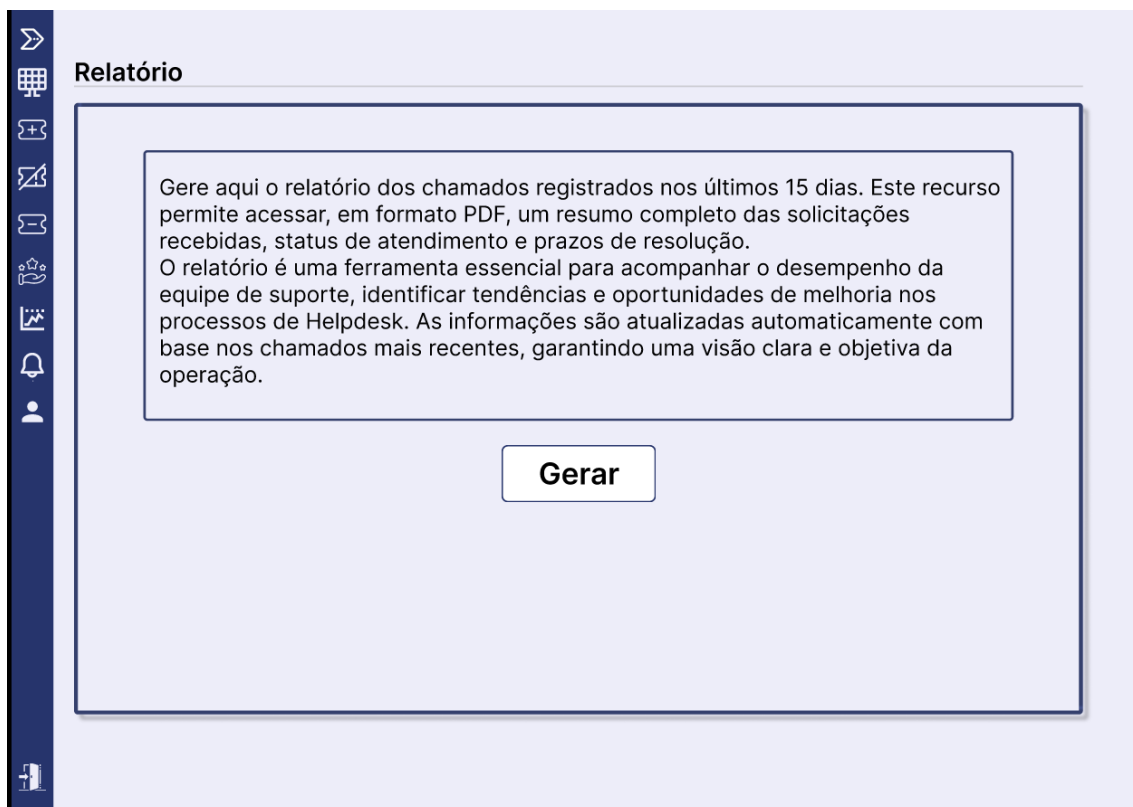 Relatório
Gere aqui o relatório dos chamados registrados nos últimos 15 dias. Este recurso
permite acessar, em formato PDF, um resumo completo das solicitações
recebidas, status de atendimento e prazos de resolução.
O relatório é uma ferramenta essencial para acompanhar o desempenho da
equipe de suporte, identificar tendências e oportunidades de melhoria nos
processos de Helpdesk. As informações são atualizadas automaticamente com
base nos chamados mais recentes, garantindo uma visão clara e objetiva da
operação.
Gerar